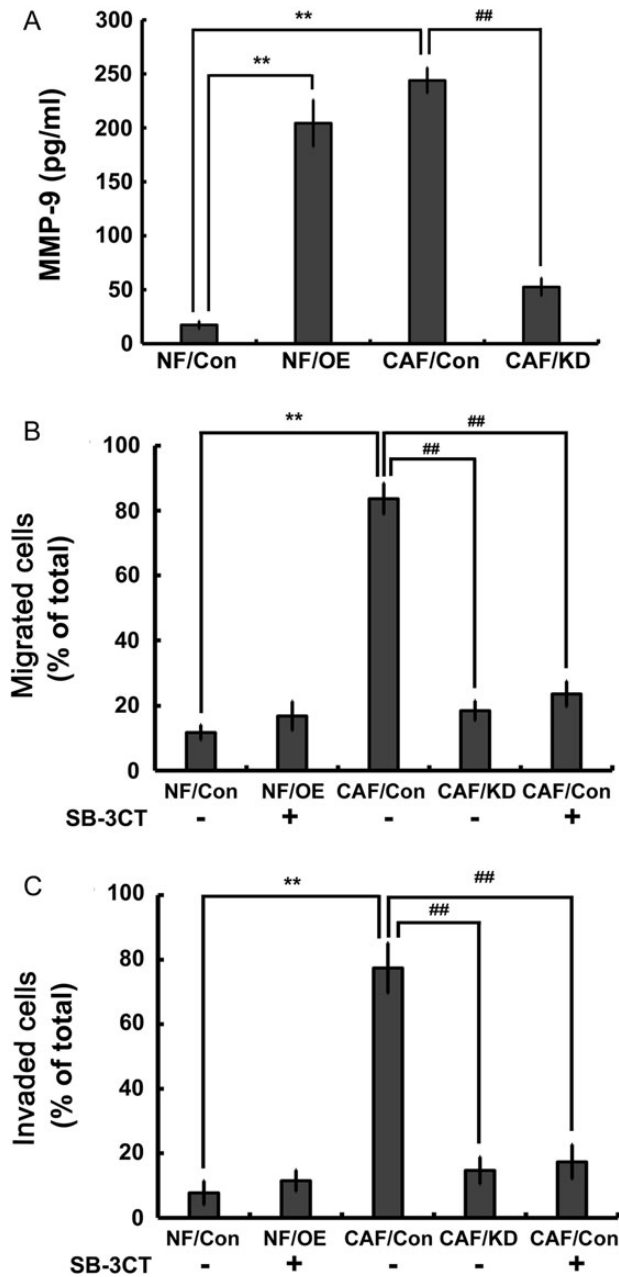 A
MMP-9 (pg/ml)
300
250
200
150
100
50
0
**
**
##
NF/Con NF/OE CAF/Con CAF/KD
B
Migrated cells
(% of total)
100
80
60
40
20
0
**
##
##
NF/Con NF/OE CAF/Con CAF/KD CAF/Con
SB-3CT - + - - +
C
Invaded cells
(% of total)
100
80
60
40
20
0
**
##
##
NF/Con NF/OE CAF/Con CAF/KD CAF/Con
SB-3CT - + - - +